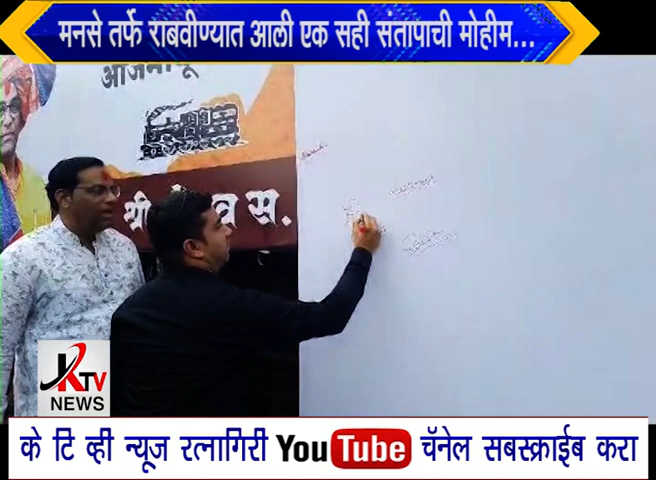 मनसे तर्फे राबवीण्यात आली एक सही संतापाची मोहीम...
स.
KTV
NEWS
के टि व्ही न्यूज रत्नागिरी YouTube चॅनेल सबस्क्राईब करा